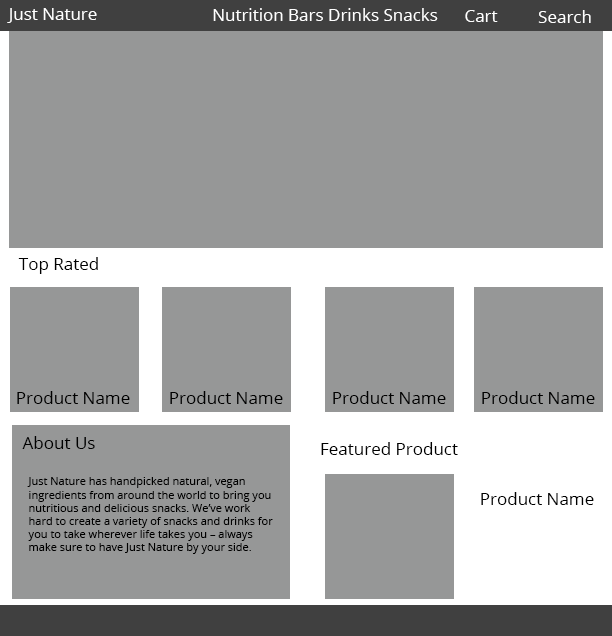 Just Nature
Nutrition Bars Drinks Snacks
Cart
Search
Top Rated
Product Name
Product Name
Product Name
Product Name
About Us
Just Nature has handpicked natural, vegan
ingredients from around the world to bring you
nutritious and delicious snacks. We’ve work
hard to create a variety of snacks and drinks for
you to take wherever life takes you – always
make sure to have Just Nature by your side.
Featured Product
Product Name